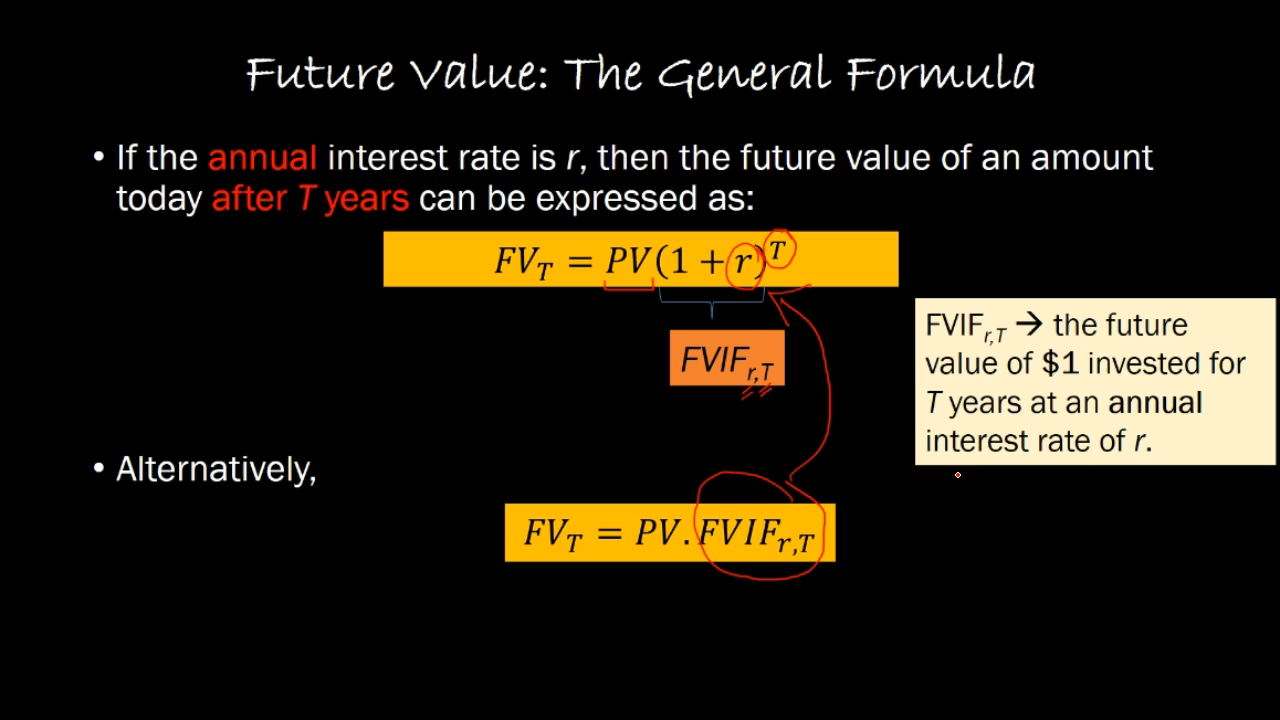 Future Value: The General Formula
• If the annual interest rate is r, then the future value of an amount
today after T years can be expressed as:
FV_T = PV(1 + r)^T
FVIF_r,T
FVIF_r,T → the future
value of $1 invested for
T years at an annual
interest rate of r.
• Alternatively,
FV_T = PV.FVIF_r,T